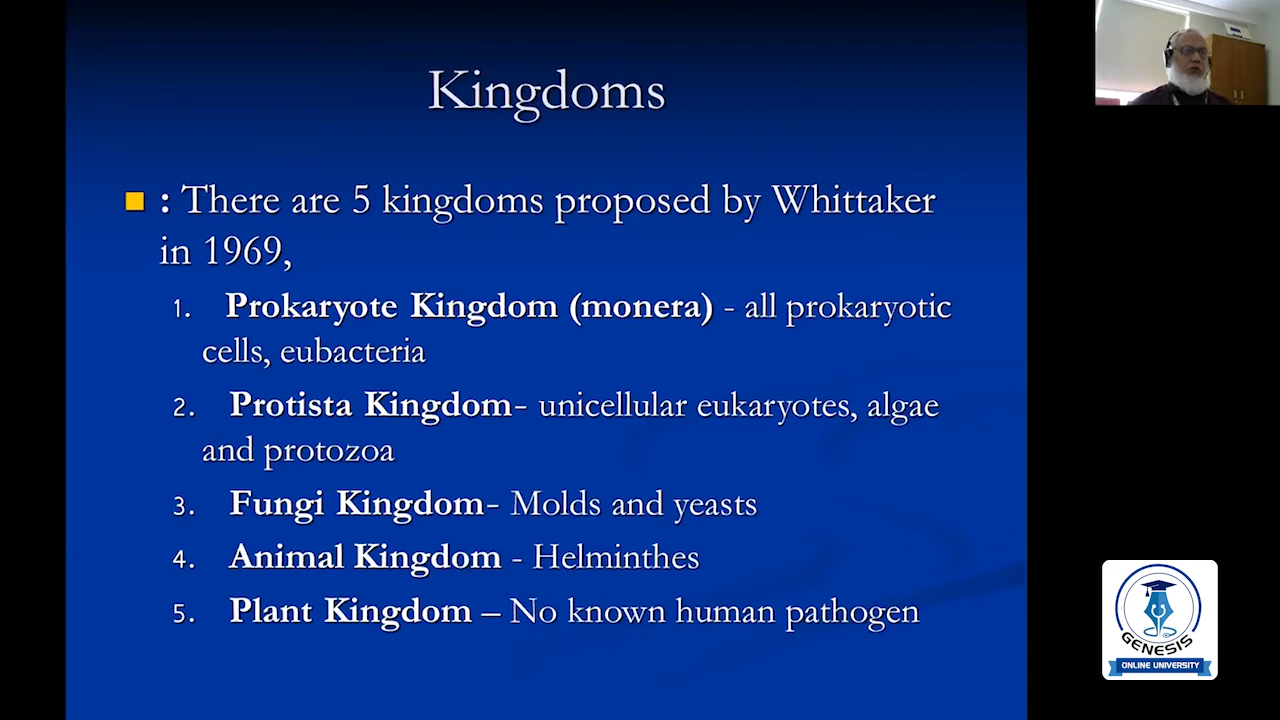 Kingdoms
: There are 5 kingdoms proposed by Whittaker
in 1969,
1. Prokaryote Kingdom (monera) - all prokaryotic
cells, eubacteria
2. Protista Kingdom- unicellular eukaryotes, algae
and protozoa
3. Fungi Kingdom- Molds and yeasts
4. Animal Kingdom - Helminthes
5. Plant Kingdom – No known human pathogen
GENESIS
ONLINE UNIVERSITY